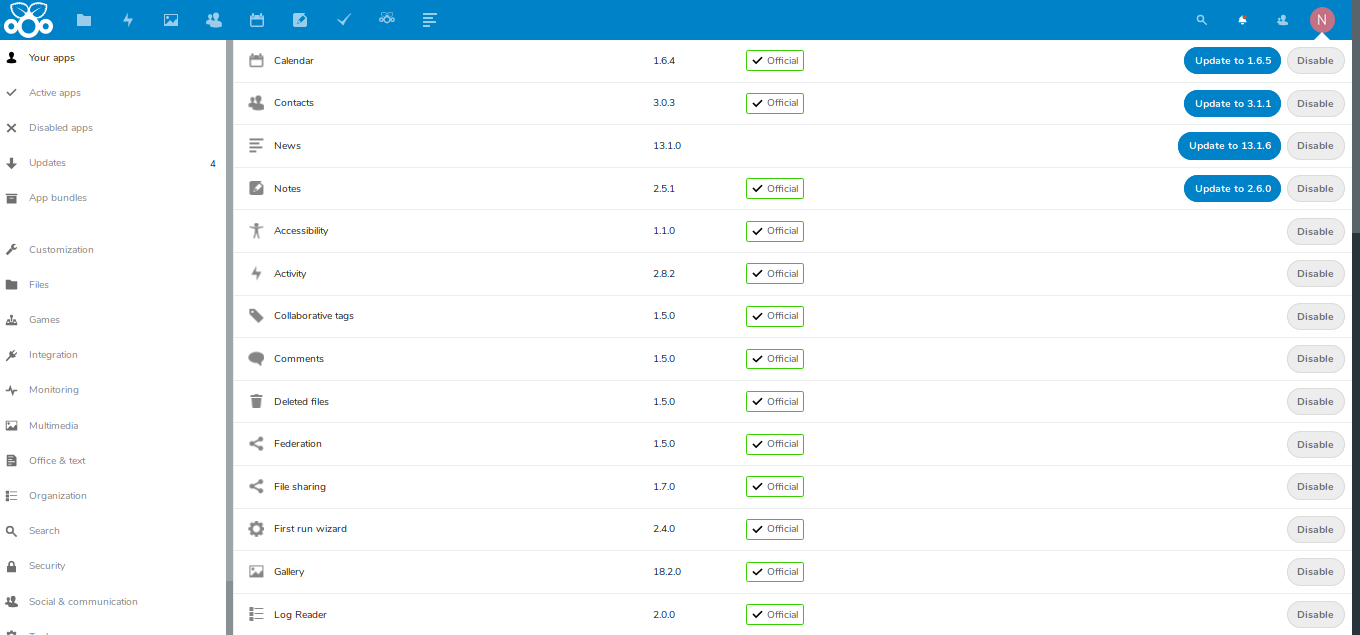 N
Your apps
Active apps
Disabled apps
Updates 4
App bundles
Customization
Files
Games
Integration
Monitoring
Multimedia
Office & text
Organization
Search
Security
Social & communication
Calendar 1.6.4 Official Update to 1.6.5 Disable
Contacts 3.0.3 Official Update to 3.1.1 Disable
News 13.1.0 Update to 13.1.6 Disable
Notes 2.5.1 Official Update to 2.6.0 Disable
Accessibility 1.1.0 Official Disable
Activity 2.8.2 Official Disable
Collaborative tags 1.5.0 Official Disable
Comments 1.5.0 Official Disable
Deleted files 1.5.0 Official Disable
Federation 1.5.0 Official Disable
File sharing 1.7.0 Official Disable
First run wizard 2.4.0 Official Disable
Gallery 18.2.0 Official Disable
Log Reader 2.0.0 Official Disable